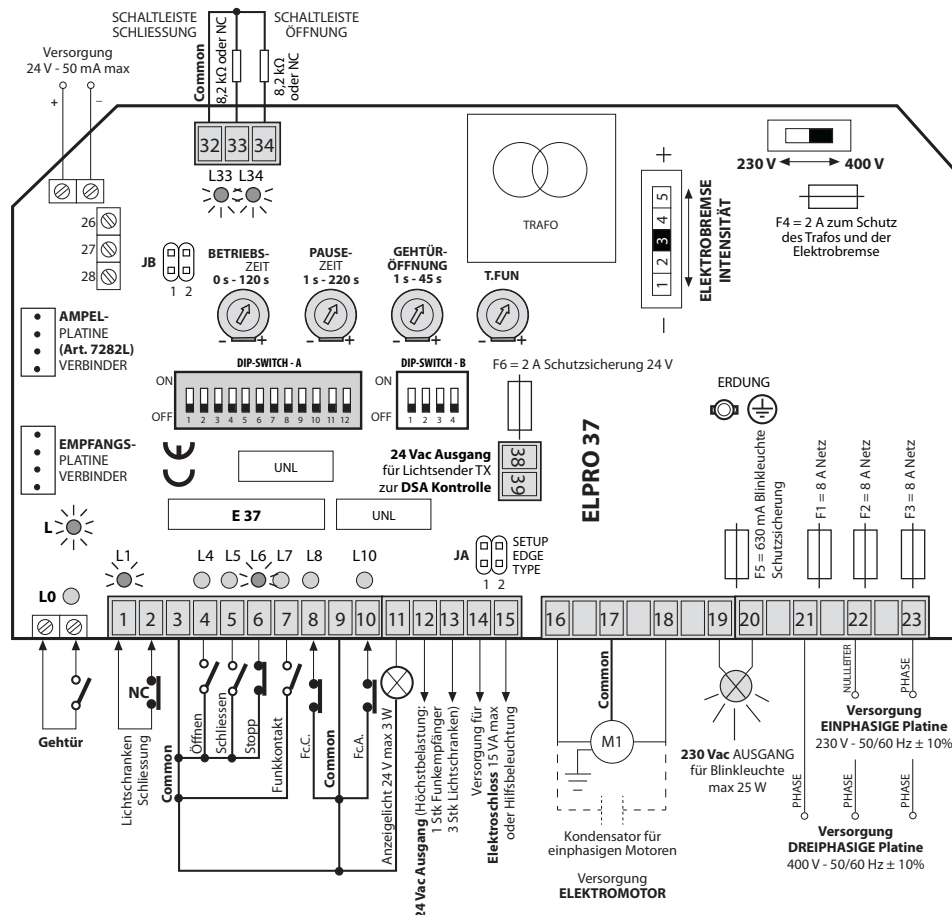 SCHALTLEISTE
SCHLIESSUNG
SCHALTLEISTE
ÖFFNUNG
Versorgung
24 V - 50 mA max
+
–
Common
8,2 kΩ oder NC
8,2 kΩ
oder NC
32 33 34
L33 L34
TRAFO
+
5
4
3
2
1
–
ELEKTROBREMSE
INTENSITÄT
230 V
400 V
F4 = 2 A zum Schutz
des Trafos und der
Elektrobremse
26
27
28
JB
1 2
BETRIEBS-
ZEIT
0 s - 120 s
- +
PAUSE-
ZEIT
1 s - 220 s
- +
GEHTÜR-
ÖFFNUNG
1 s - 45 s
- +
T.FUN
- +
AMPEL-
PLATINE
(Art. 7282L)
VERBINDER
DIP-SWITCH - A
ON
OFF
1 2 3 4 5 6 7 8 9 10 11 12
DIP-SWITCH - B
ON
OFF
1 2 3 4
F6 = 2 A Schutzsicherung 24 V
EMPFANGS-
PLATINE
VERBINDER
CE
UNL
24 Vac Ausgang
für Lichtsender TX
zur DSA Kontrolle
38
39
ELPRO 37
ERDUNG
F5 = 630 mA Blinkleuchte
Schutzsicherung
F1 = 8 A Netz
F2 = 8 A Netz
F3 = 8 A Netz
E 37
UNL
L
L0
L1
L4 L5 L6 L7 L8 L10
JA
1 2
SETUP
EDGE
TYPE
1 2 3 4 5 6 7 8 9 10 11 12 13 14 15
16 17 18 19 20 21 22 23
Gehtür
NC
Lichtschranken
Schliessung
Common
Öffnen
Schliessen
Stopp
Funkkontakt
Fc.C.
Common
Fc.A.
Anzeigelicht 24 V max 3 W
24 Vac Ausgang (Höchstbelastung:
1 Stk Funkempfänger
3 Stk Lichtschranken)
Versorgung für
Elektroschloss 15 VA max
oder Hilfsbeleuchtung
Common
M1
Kondensator für
einphasigen Motoren
Versorgung
ELEKTROMOTOR
230 Vac AUSGANG
für Blinkleuchte
max 25 W
NULLEITER
PHASE
Versorgung
EINPHASIGE Platine
230 V - 50/60 Hz ± 10%
PHASE
PHASE
PHASE
Versorgung
DREIPHASIGE Platine
400 V - 50/60 Hz ± 10%